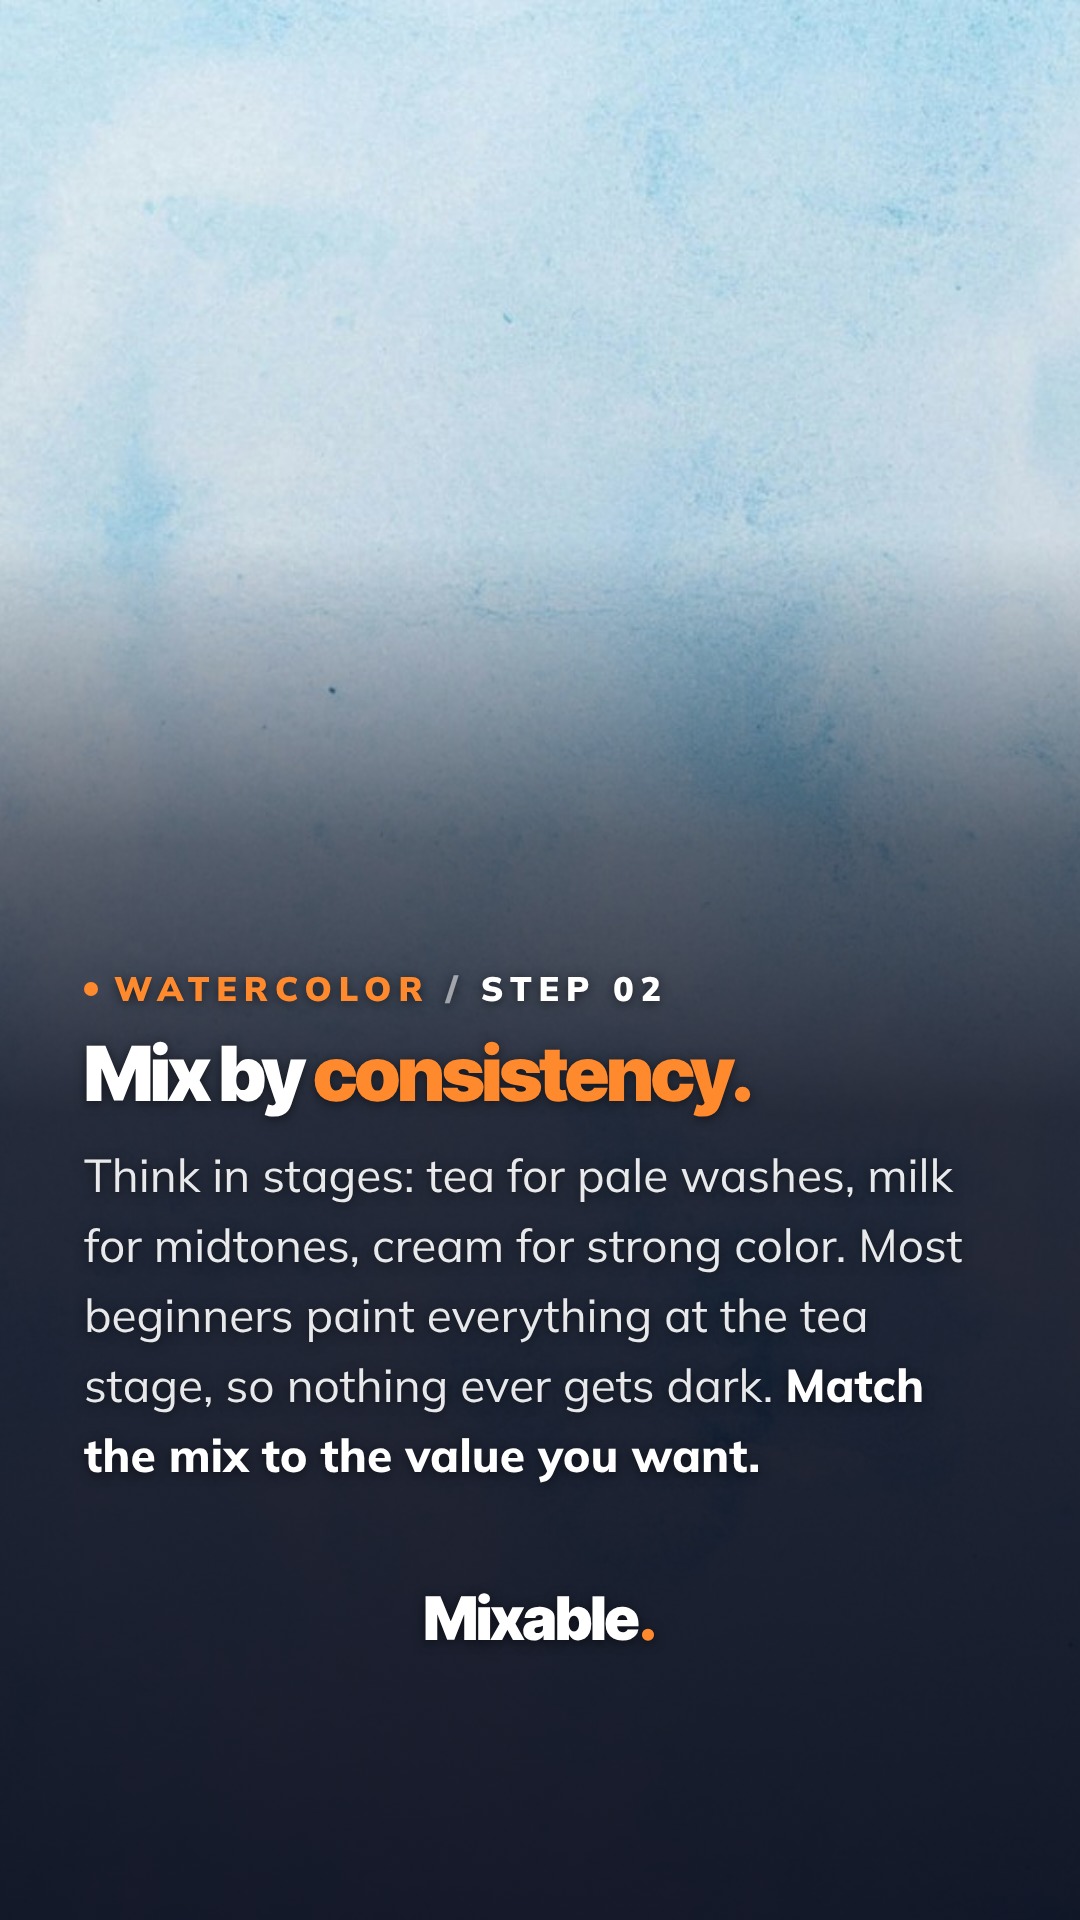 • WATERCOLOR / STEP 02
Mix by consistency.
Think in stages: tea for pale washes, milk
for midtones, cream for strong color. Most
beginners paint everything at the tea
stage, so nothing ever gets dark. Match
the mix to the value you want.
Mixable.